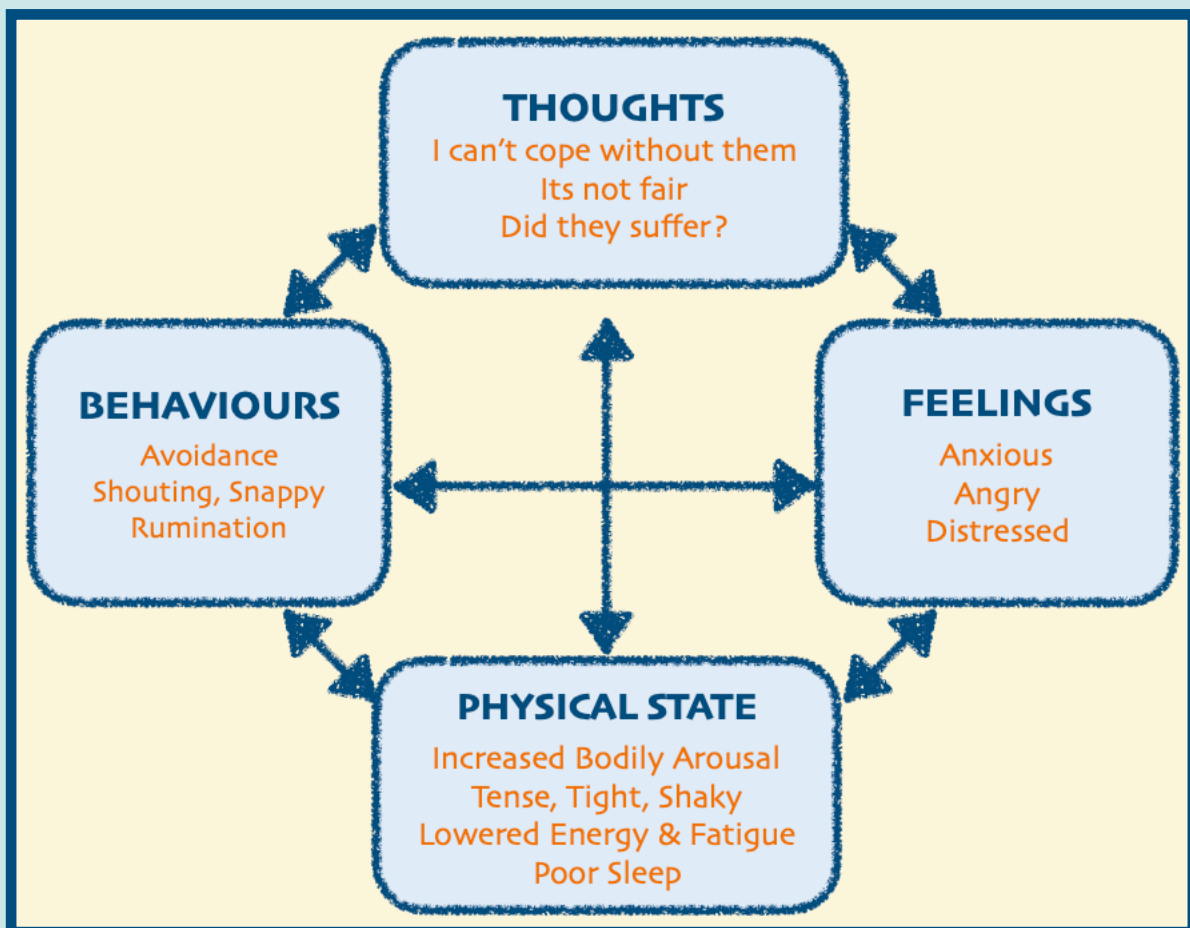 THOUGHTS
I can't cope without them
Its not fair
Did they suffer?
BEHAVIOURS
Avoidance
Shouting, Snappy
Rumination
FEELINGS
Anxious
Angry
Distressed
PHYSICAL STATE
Increased Bodily Arousal
Tense, Tight, Shaky
Lowered Energy & Fatigue
Poor Sleep